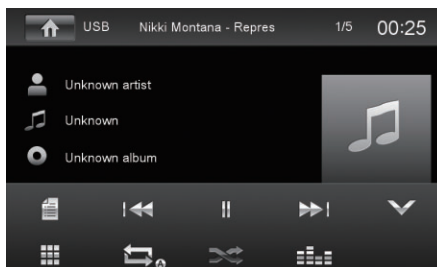 USB Nikki Montana - Repres 1/5 00:25
Unknown artist
Unknown
Unknown album
A